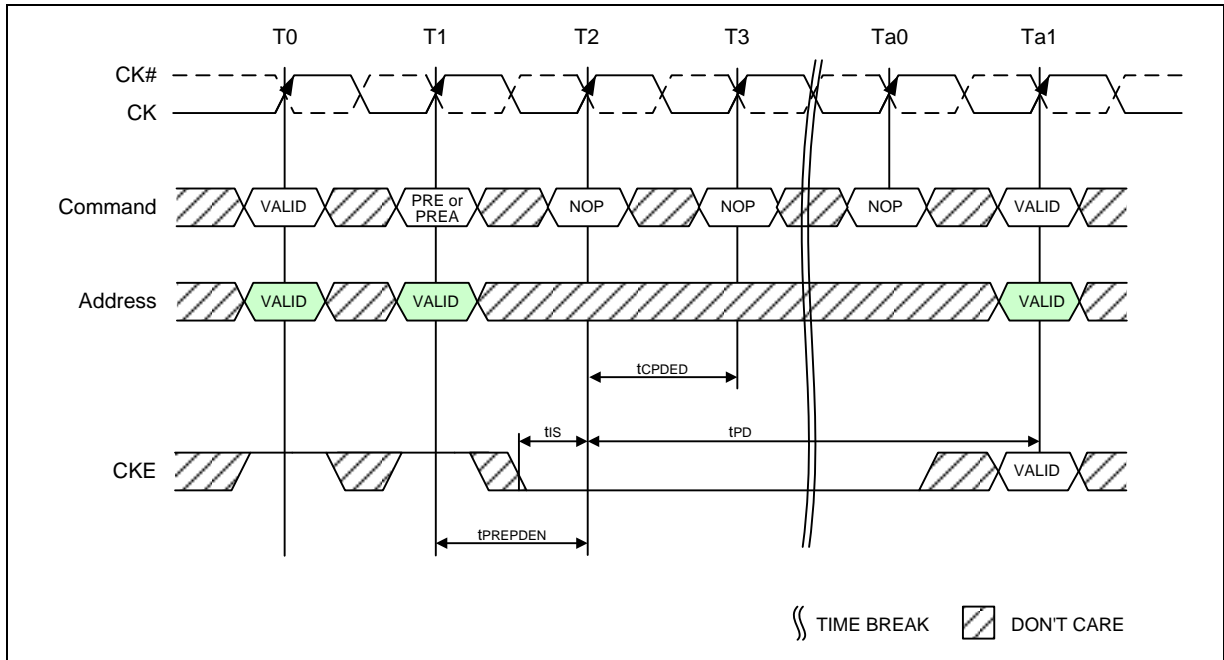 T0 T1 T2 T3 Ta0 Ta1
CK#
CK
Command VALID PRE or PREA NOP NOP NOP VALID
Address VALID VALID VALID
tCPDED
tIS tPD
CKE VALID
tPREPDEN
TIME BREAK DON'T CARE